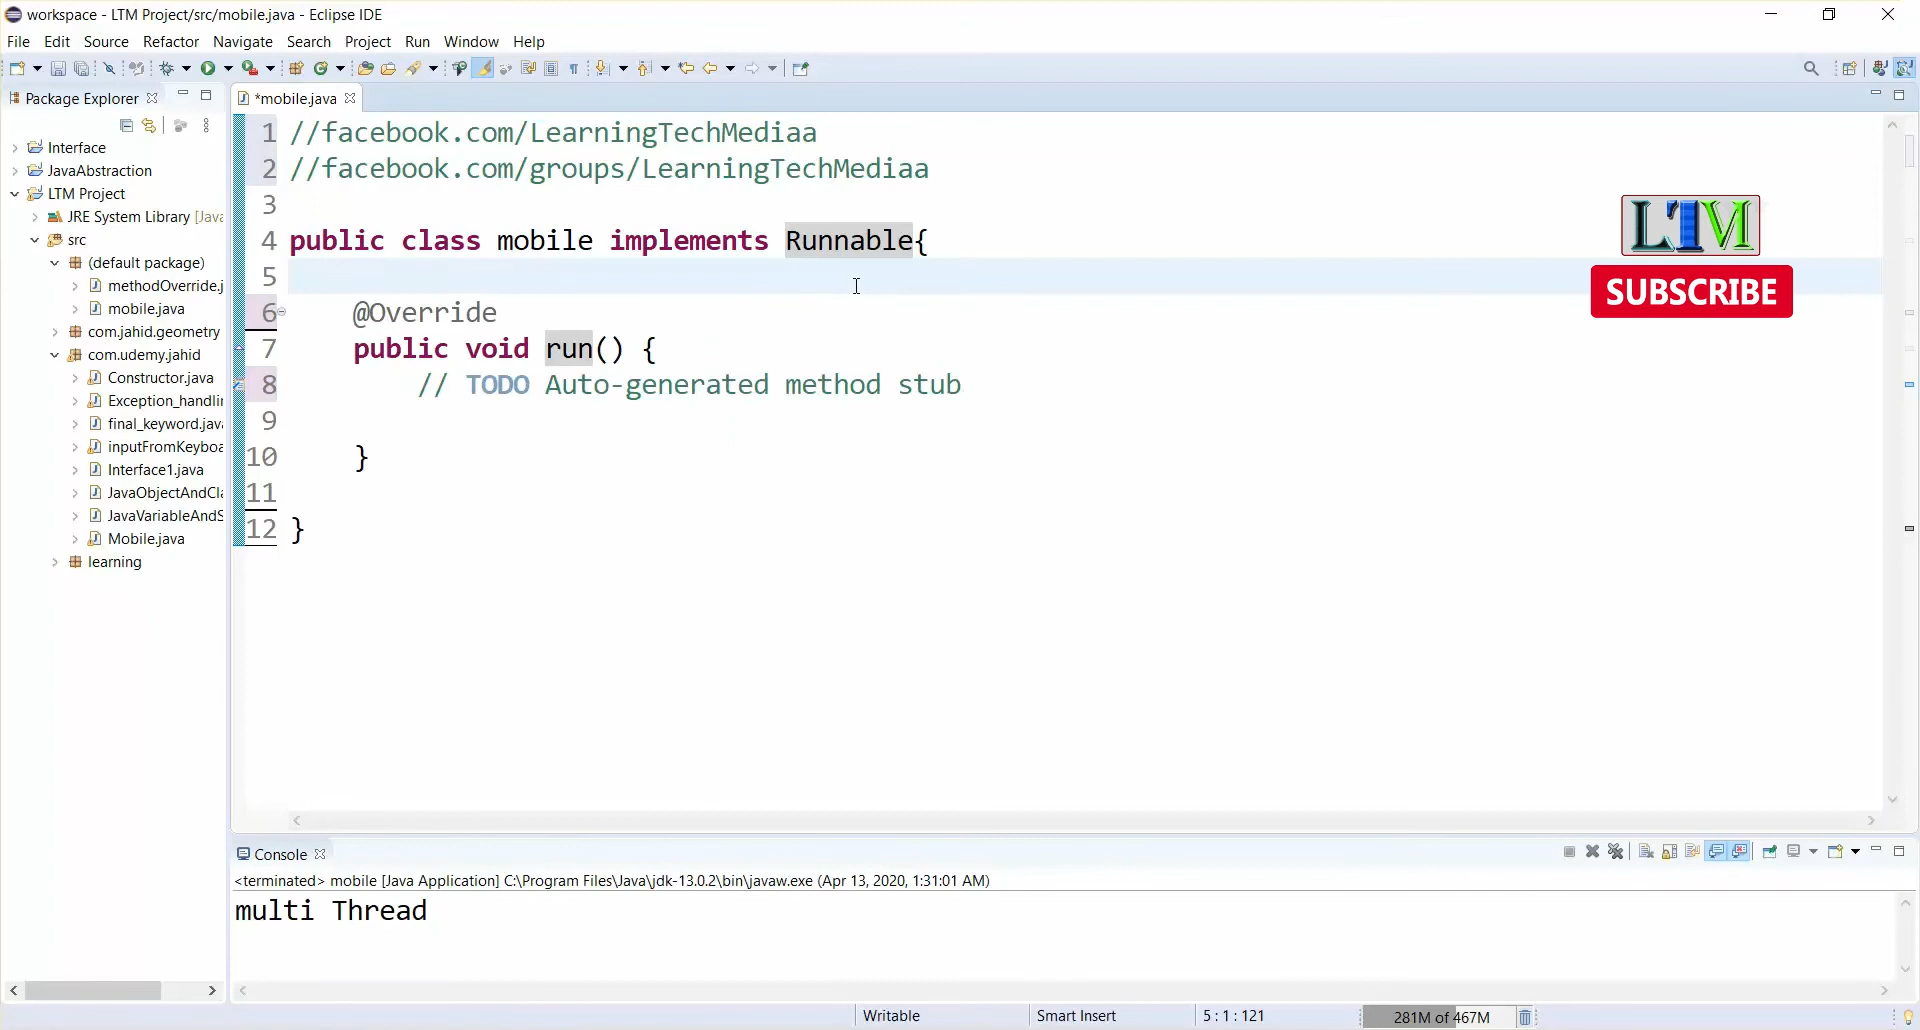 workspace - LTM Project/src/mobile.java - Eclipse IDE
File Edit Source Refactor Navigate Search Project Run Window Help
Package Explorer
*mobile.java
Interface
JavaAbstraction
LTM Project
JRE System Library [Java
src
(default package)
methodOverride.j
mobile.java
com.jahid.geometry
com.udemy.jahid
Constructor.java
Exception_handlin
final_keyword.java
inputFromKeyboa
Interface1.java
JavaObjectAndCla
JavaVariableAndS
Mobile.java
learning
1 //facebook.com/LearningTechMediaa
2 //facebook.com/groups/LearningTechMediaa
3
4 public class mobile implements Runnable{
5
6 @Override
7 public void run() {
8 // TODO Auto-generated method stub
9
10 }
11
12 }
LTM
SUBSCRIBE
Console
<terminated> mobile [Java Application] C:\Program Files\Java\jdk-13.0.2\bin\javaw.exe (Apr 13, 2020, 1:31:01 AM)
multi Thread
Writable Smart Insert 5 : 1 : 121 281M of 467M